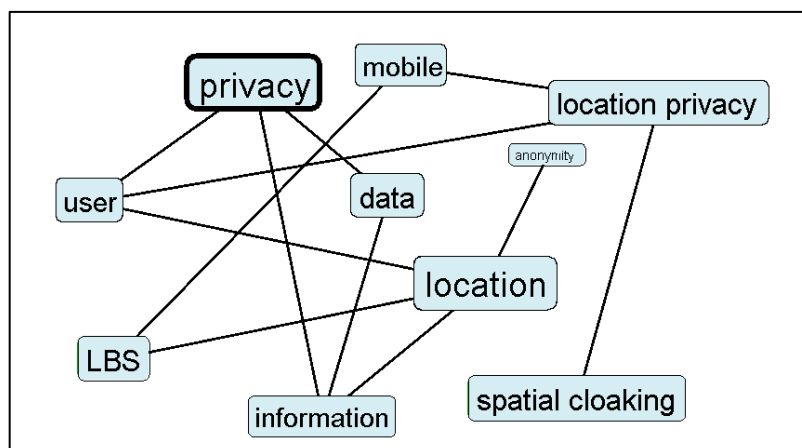 privacy
mobile
location privacy
anonymity
user
data
location
LBS
information
spatial cloaking